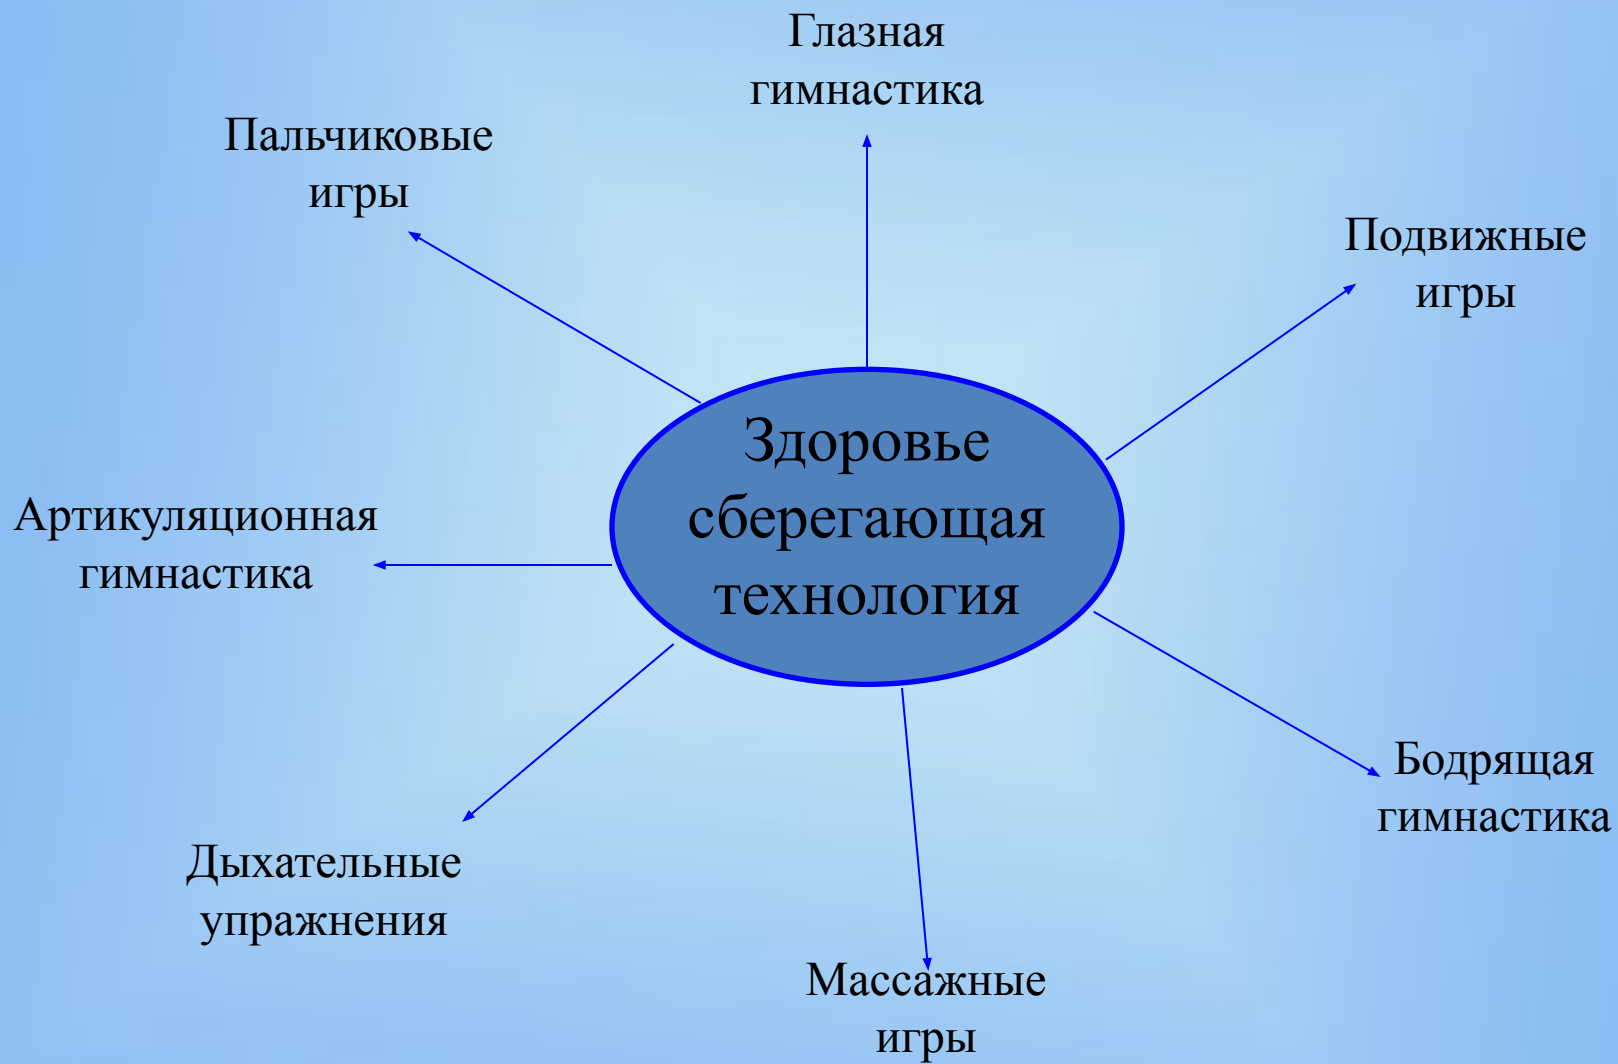 Глазная
гимнастика
Пальчиковые
игры
Подвижные
игры
Здоровье
сберегающая
технология
Артикуляционная
гимнастика
Бодрящая
гимнастика
Дыхательные
упражнения
Массажные
игры